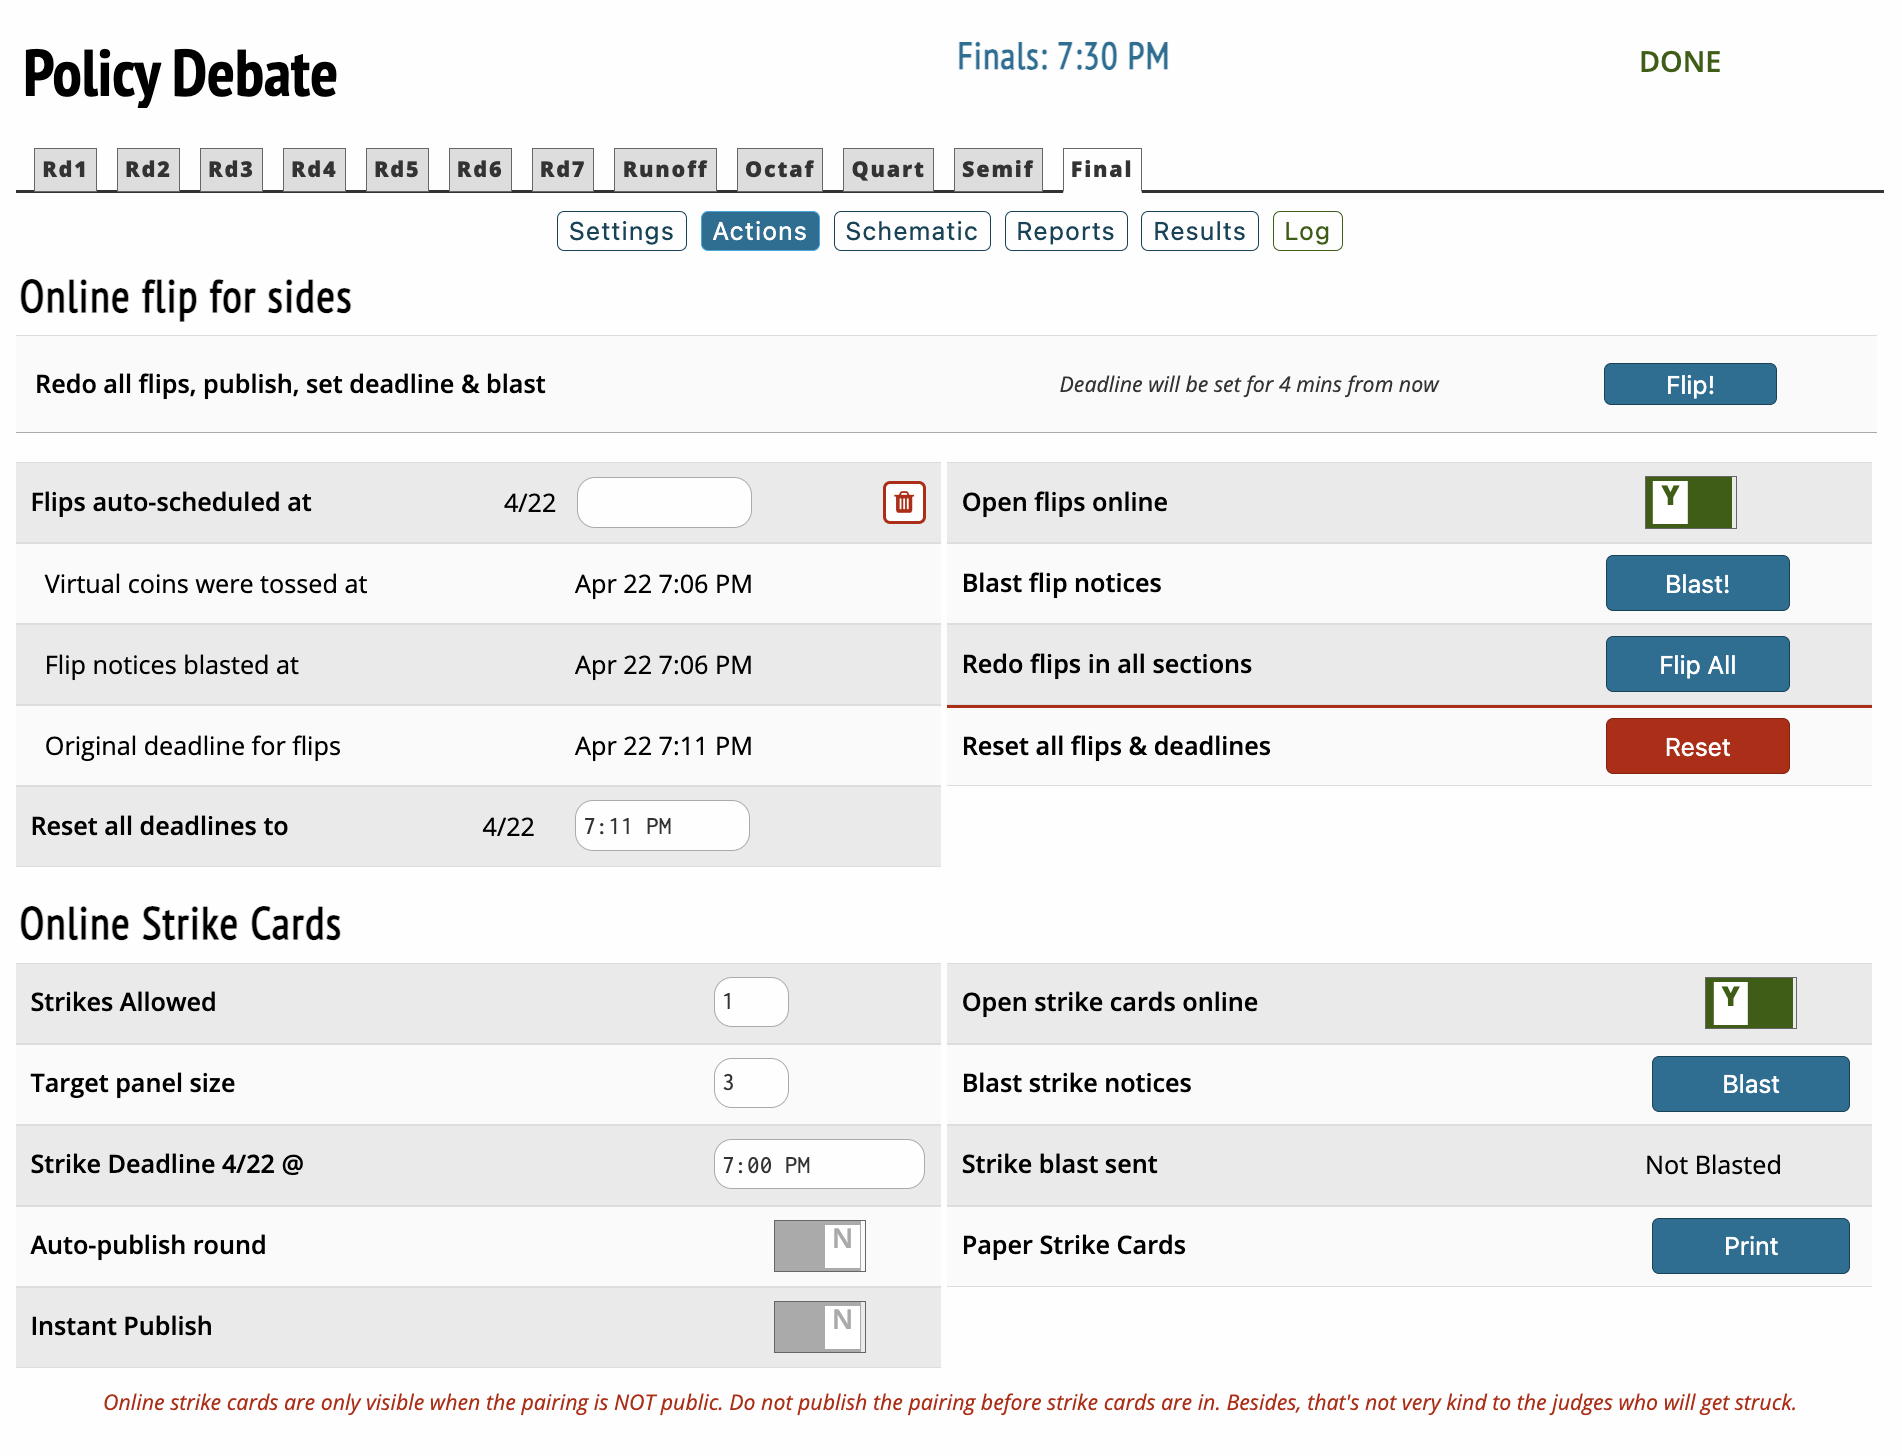 Policy Debate
Finals: 7:30 PM
DONE
Rd1 Rd2 Rd3 Rd4 Rd5 Rd6 Rd7 Runoff Octaf Quart Semif Final
Settings Actions Schematic Reports Results Log
Online flip for sides
Redo all flips, publish, set deadline & blast
Deadline will be set for 4 mins from now
Flip!
Flips auto-scheduled at 4/22
Virtual coins were tossed at Apr 22 7:06 PM
Flip notices blasted at Apr 22 7:06 PM
Original deadline for flips Apr 22 7:11 PM
Reset all deadlines to 4/22 7:11 PM
Open flips online Y
Blast flip notices Blast!
Redo flips in all sections Flip All
Reset all flips & deadlines Reset
Online Strike Cards
Strikes Allowed 1
Target panel size 3
Strike Deadline 4/22 @ 7:00 PM
Auto-publish round N
Instant Publish N
Open strike cards online Y
Blast strike notices Blast
Strike blast sent Not Blasted
Paper Strike Cards Print
Online strike cards are only visible when the pairing is NOT public. Do not publish the pairing before strike cards are in. Besides, that's not very kind to the judges who will get struck.